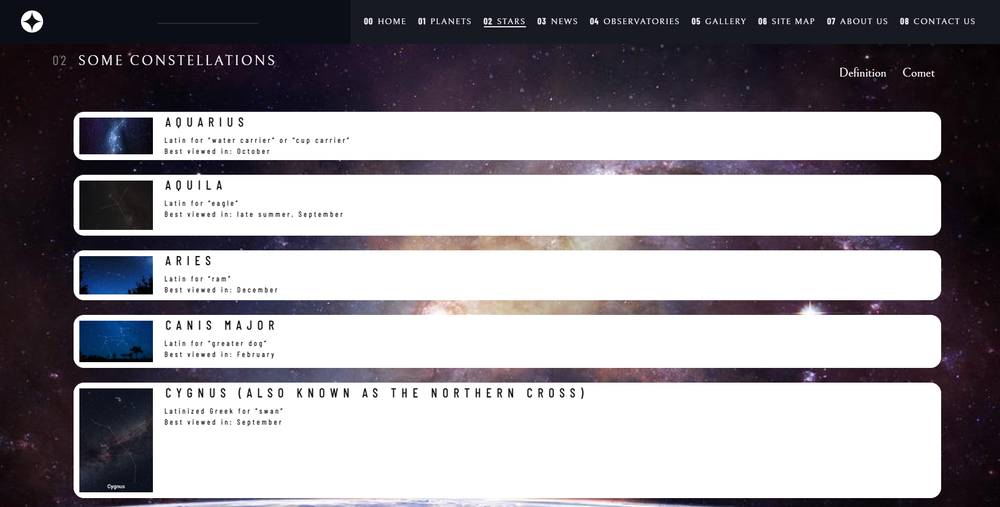 00 HOME 01 PLANETS 02 STARS 03 NEWS 04 OBSERVATORIES 05 GALLERY 06 SITE MAP 07 ABOUT US 08 CONTACT US
02 SOME CONSTELLATIONS
Definition Comet
AQUARIUS
Latin for “water carrier” or “cup carrier”
Best viewed in: October
AQUILA
Latin for “eagle”
Best viewed in: late summer, September
ARIES
Latin for “ram”
Best viewed in: December
CANIS MAJOR
Latin for “greater dog”
Best viewed in: February
CYGNUS (ALSO KNOWN AS THE NORTHERN CROSS)
Latinized Greek for “swan”
Best viewed in: September
Cygnus